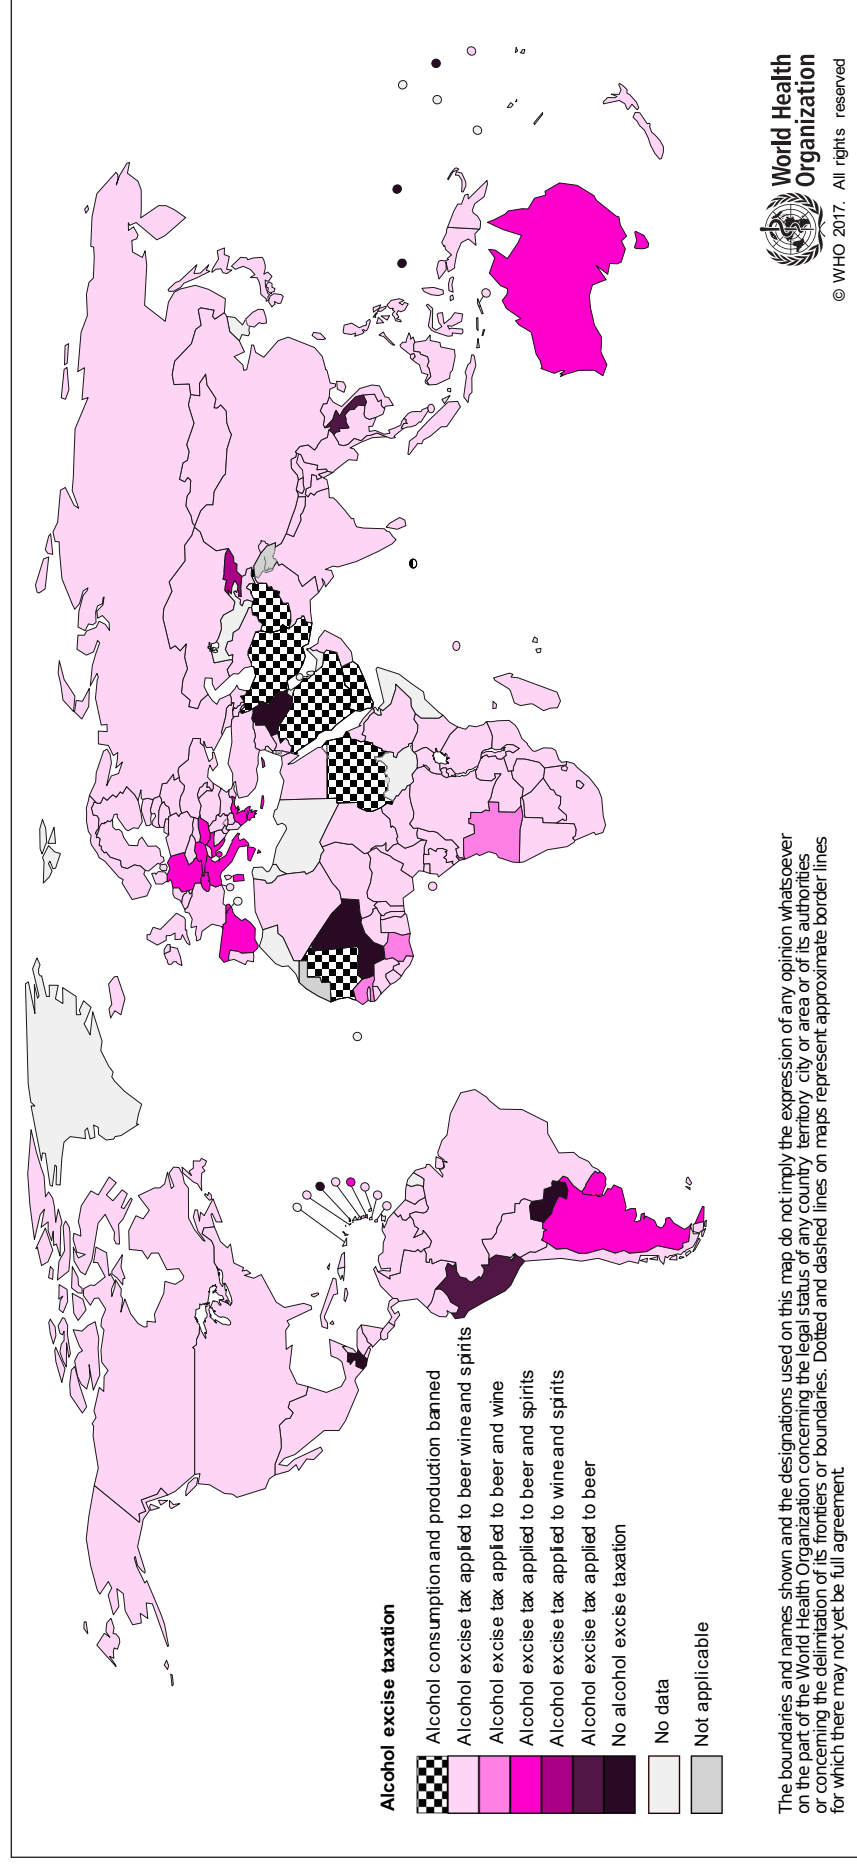 Alcohol excise taxation
Alcohol consumption and production banned
Alcohol excise tax applied to beer wine and spirits
Alcohol excise tax applied to beer and wine
Alcohol excise tax applied to beer and spirits
Alcohol excise tax applied to wine and spirits
Alcohol excise tax applied to beer
No alcohol excise taxation
No data
Not applicable
The boundaries and names shown and the designations used on this map do not imply the expression of any opinion whatsoever
on the part of the World Health Organization concerning the legal status of any country territory city or area or of its authorities
or concerning the delimitation of its frontiers or boundaries. Dotted and dashed lines on maps represent approximate border lines
for which there may not yet be full agreement.
World Health
Organization
© WHO 2017. All rights reserved